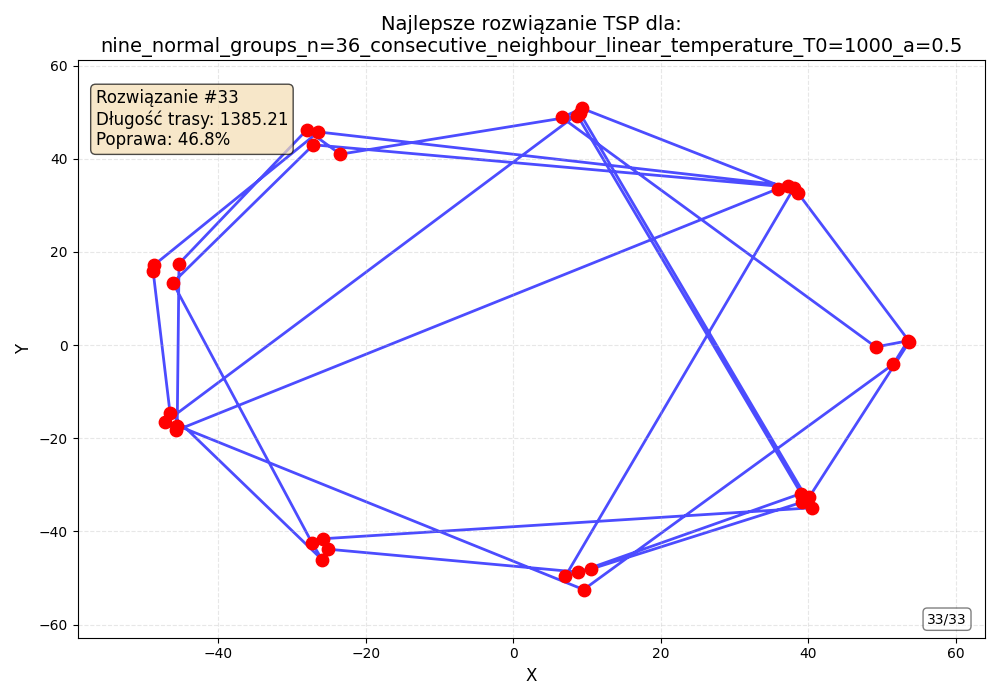 Najlepsze rozwiązanie TSP dla:
nine_normal_groups_n=36_consecutive_neighbour_linear_temperature_T0=1000_a=0.5
Rozwiązanie #33
Długość trasy: 1385.21
Poprawa: 46.8%
60
40
20
0
−20
−40
−60
Y
33/33
−40
−20
0
20
40
60
X